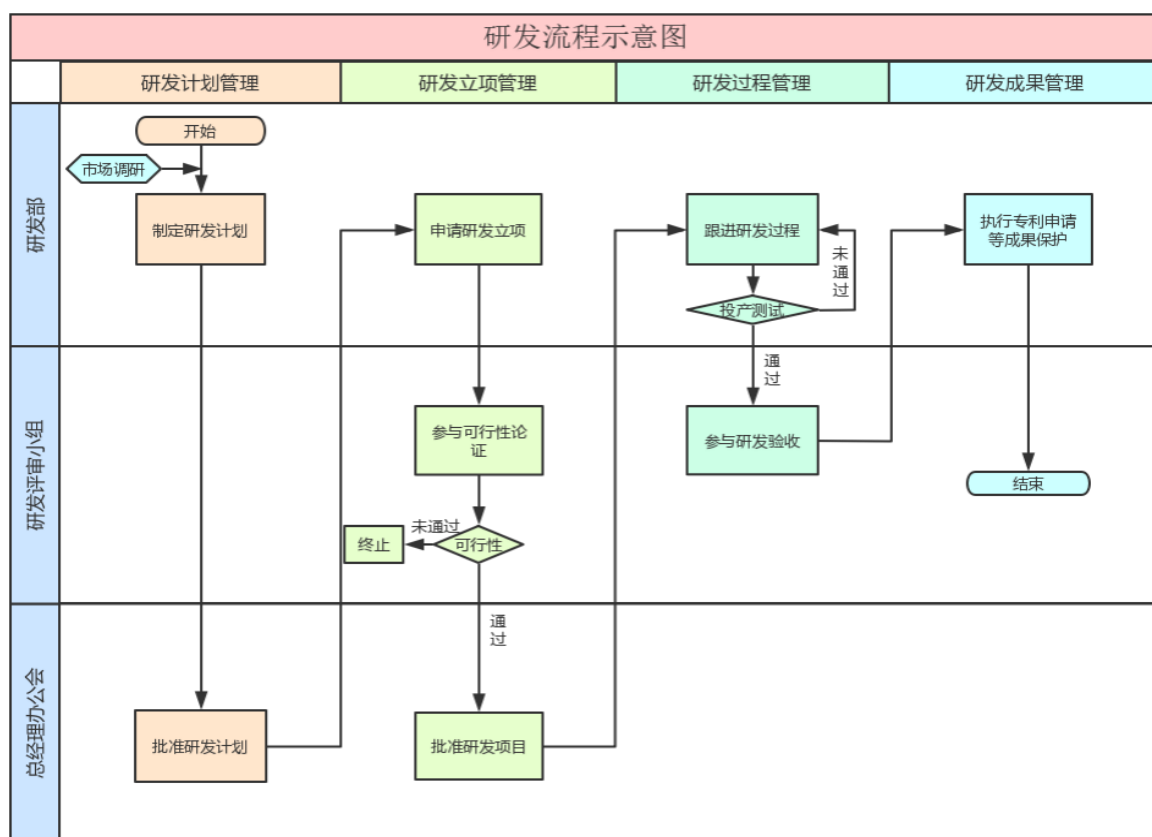 研发流程示意图
研发计划管理
研发立项管理
研发过程管理
研发成果管理
研发部
开始
市场调研
制定研发计划
申请研发立项
跟进研发过程
未
通
过
投产测试
执行专利申请
等成果保护
研发评审小组
通
过
参与可行性论
证
参与研发验收
结束
终止
未通过
可行性
总经理办公会
通
过
批准研发计划
批准研发项目